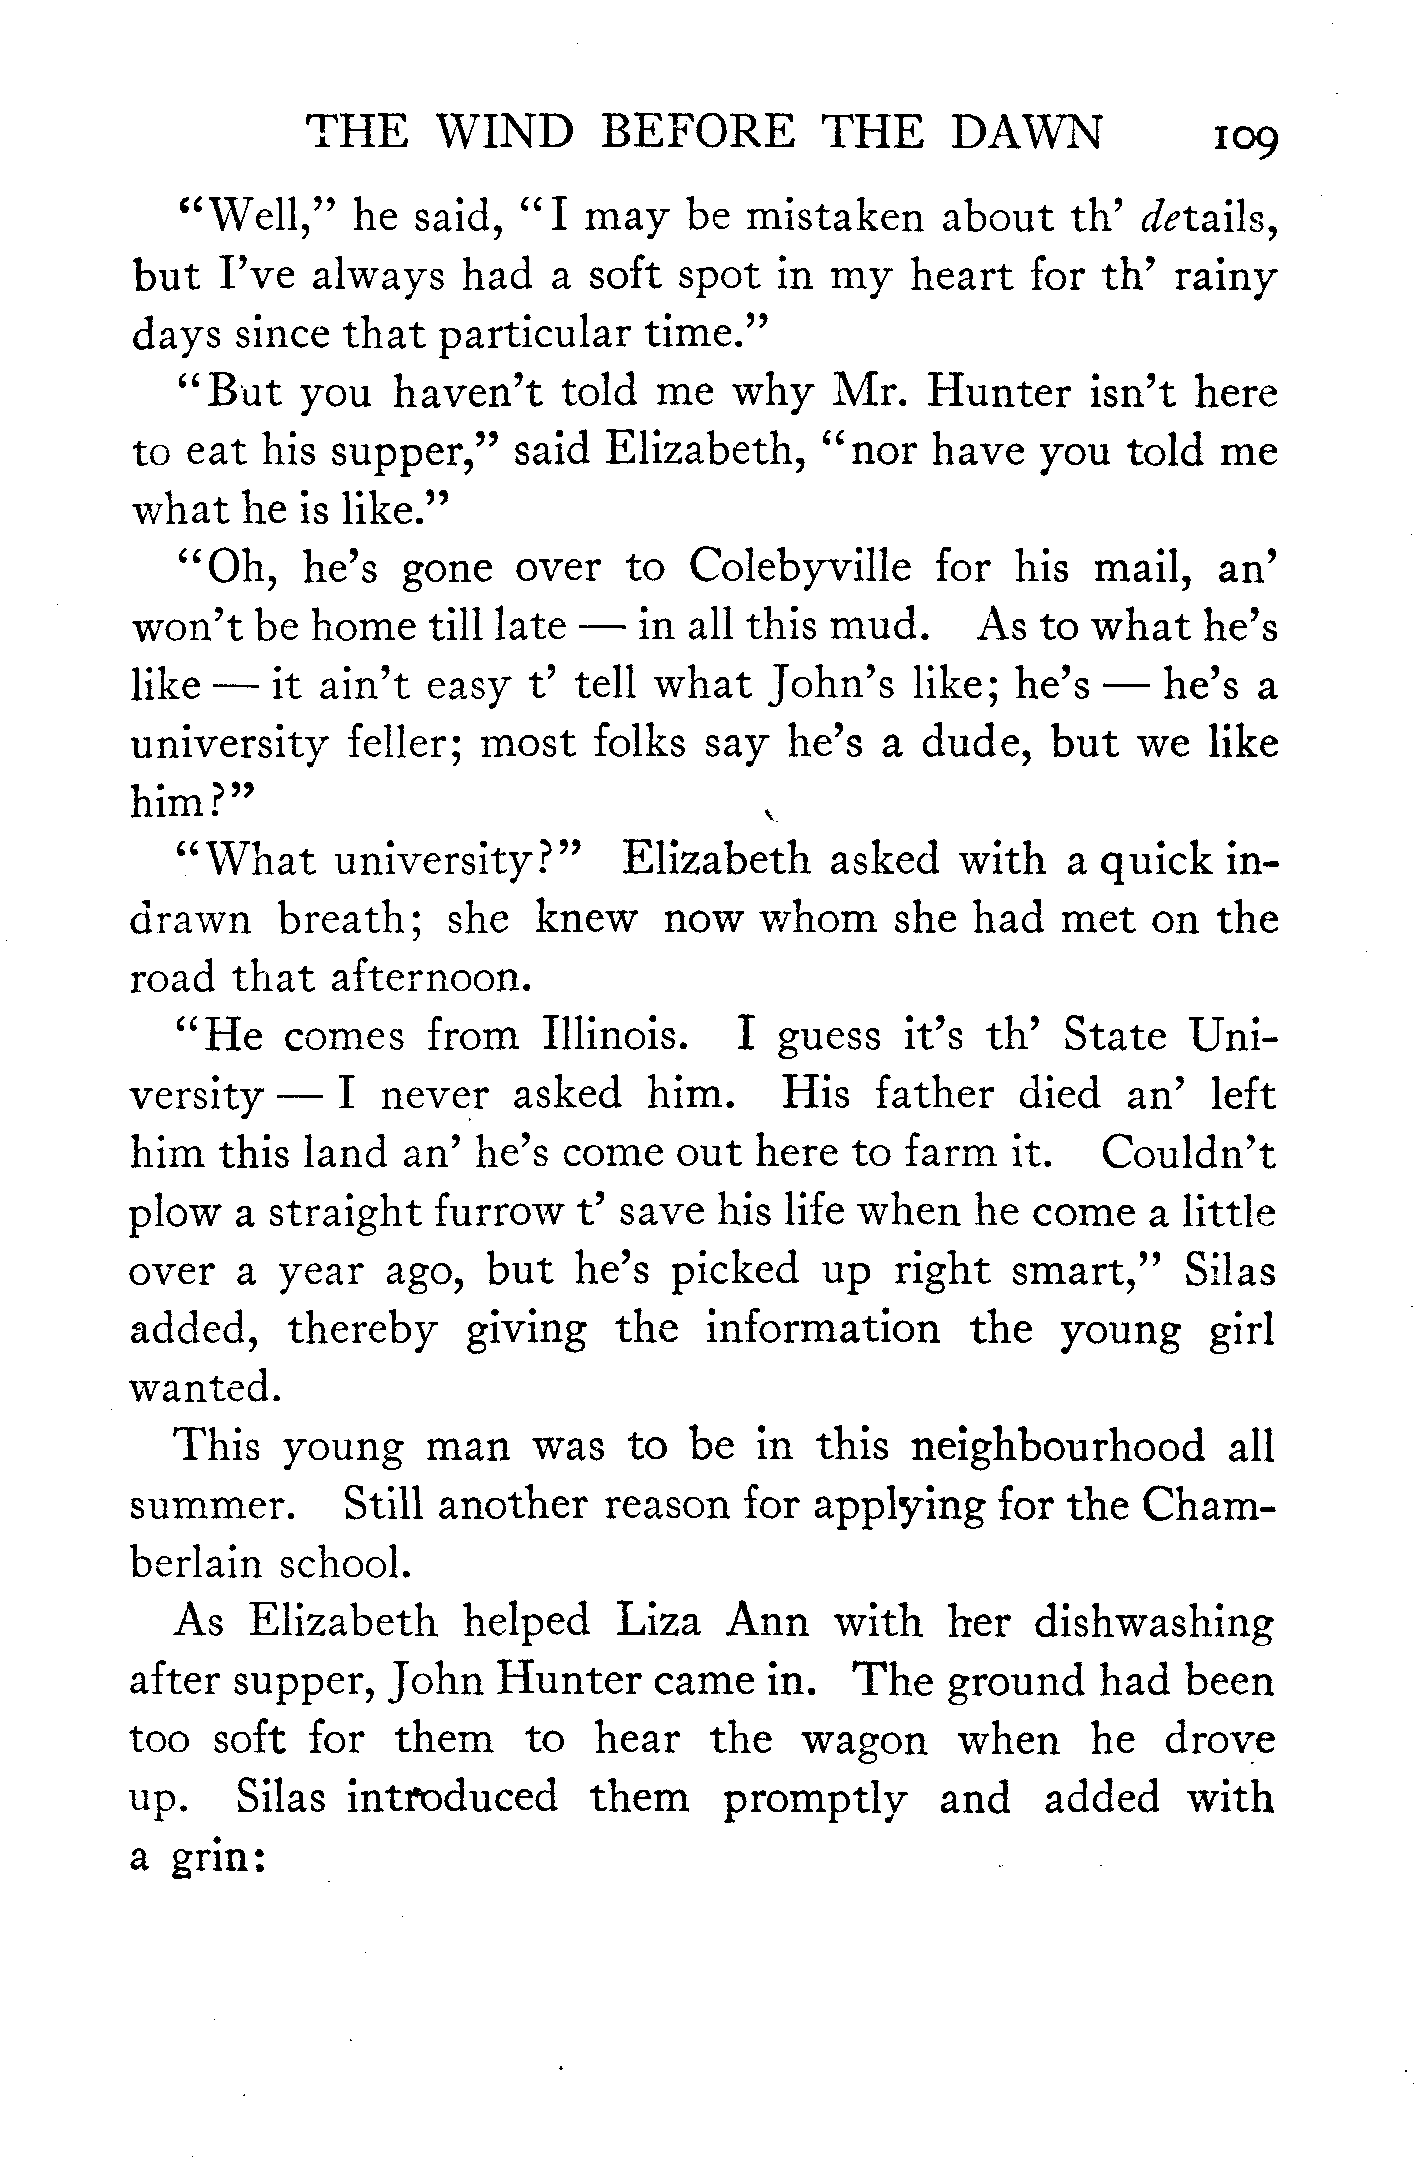 THE WIND BEFORE THE DAWN 109
“Well,” he said, “I may be mistaken about th’ details,
but I’ve always had a soft spot in my heart for th’ rainy
days since that particular time.”
“But you haven’t told me why Mr. Hunter isn’t here
to eat his supper,” said Elizabeth, “nor have you told me
what he is like.”
“Oh, he’s gone over to Colebyville for his mail, an’
won’t be home till late — in all this mud. As to what he’s
like — it ain’t easy t’ tell what John’s like; he’s — he’s a
university feller; most folks say he’s a dude, but we like
him?”
“What university?” Elizabeth asked with a quick in-
drawn breath; she knew now whom she had met on the
road that afternoon.
“He comes from Illinois. I guess it’s th’ State Uni-
versity — I never asked him. His father died an’ left
him this land an’ he’s come out here to farm it. Couldn’t
plow a straight furrow t’ save his life when he come a little
over a year ago, but he’s picked up right smart,” Silas
added, thereby giving the information the young girl
wanted.
This young man was to be in this neighbourhood all
summer. Still another reason for applying for the Cham-
berlain school.
As Elizabeth helped Liza Ann with her dishwashing
after supper, John Hunter came in. The ground had been
too soft for them to hear the wagon when he drove
up. Silas introduced them promptly and added with
a grin: